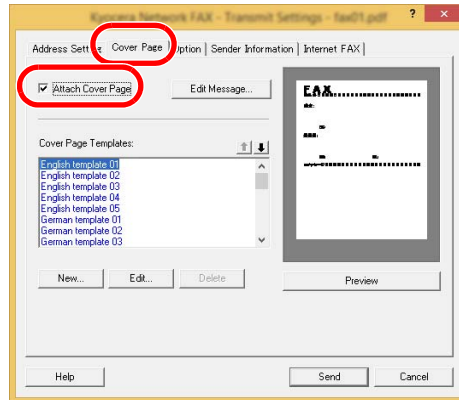 Kyocera Network FAX - Transmit Settings - fax01.pdf
Address Setting Cover Page Option Sender Information Internet FAX
Attach Cover Page
Edit Message...
FAX
Cover Page Templates:
English template 01
English template 02
English template 03
English template 04
English template 05
German template 01
German template 02
German template 03
New...
Edit...
Delete
Preview
Help
Send
Cancel